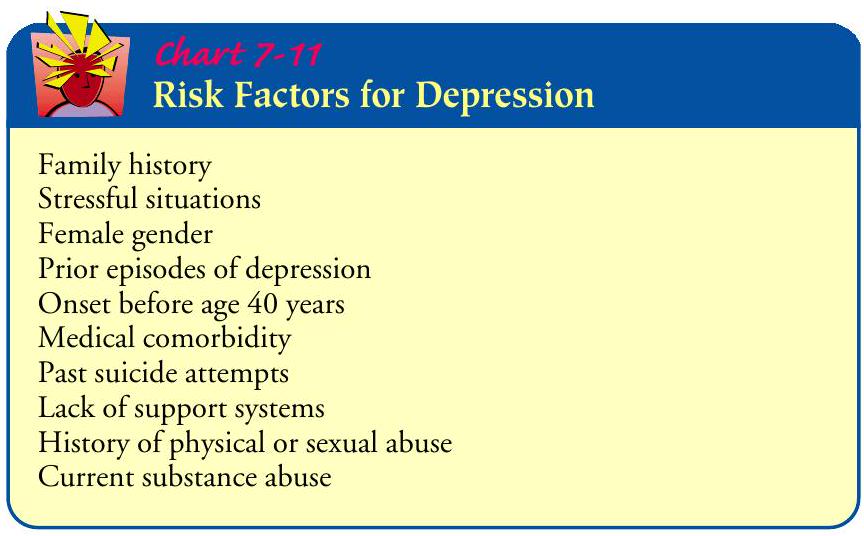 Chart 7-11
Risk Factors for Depression
Family history
Stressful situations
Female gender
Prior episodes of depression
Onset before age 40 years
Medical comorbidity
Past suicide attempts
Lack of support systems
History of physical or sexual abuse
Current substance abuse